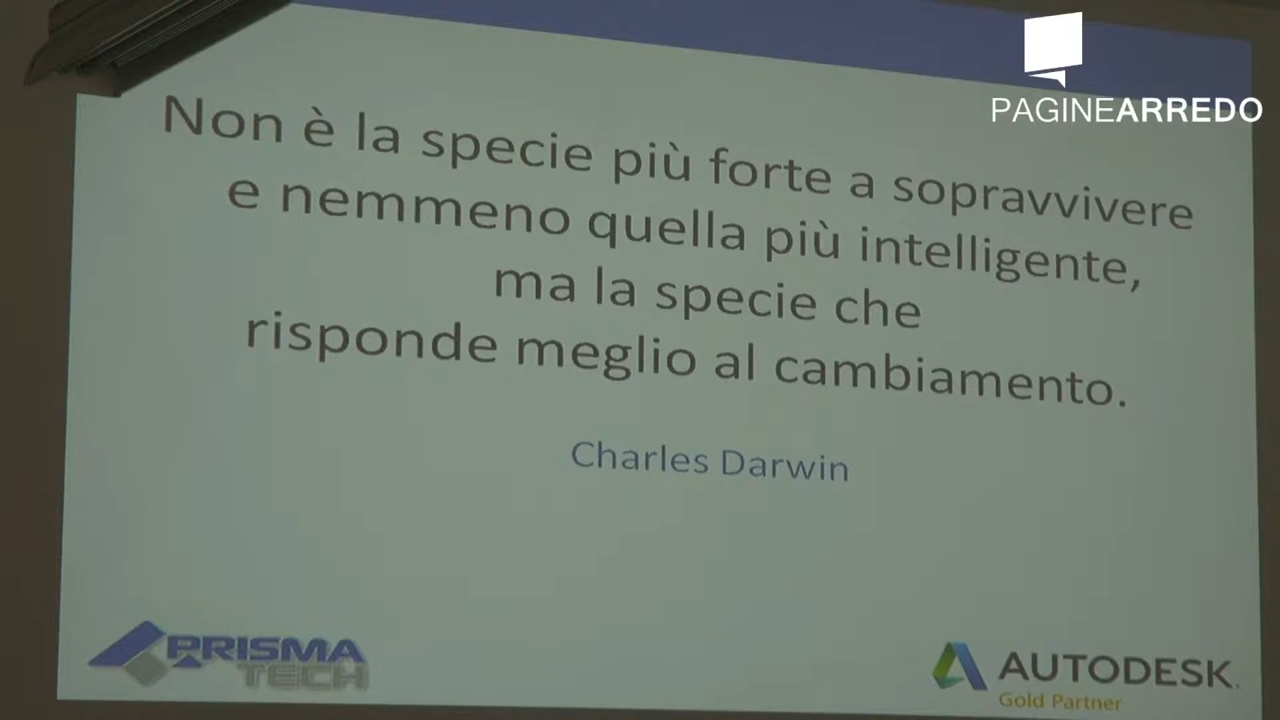 PAGINEARREDO
Non è la specie più forte a sopravvivere
e nemmeno quella più intelligente,
ma la specie che
risponde meglio al cambiamento.
Charles Darwin
PRISMA
TECH
AUTODESK.
Gold Partner